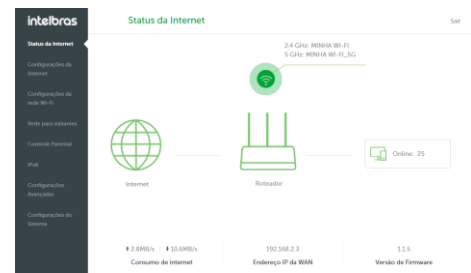 intelbras
Status da Internet
Sair
Status da Internet
Configurações da
Internet
Configurações da
rede Wi-Fi
Rede para visitantes
Controle Parental
IPv6
Configurações
Avançadas
Configurações do
Sistema
2.4 GHz: MINHA WI-FI
5 GHz: MINHA WI-FI_5G
Online: 25
Internet
Roteador
2.8MB/s | 10.6MB/s
192.168.2.3
1.1.5
Consumo de internet
Endereço IP da WAN
Versão de Firmware